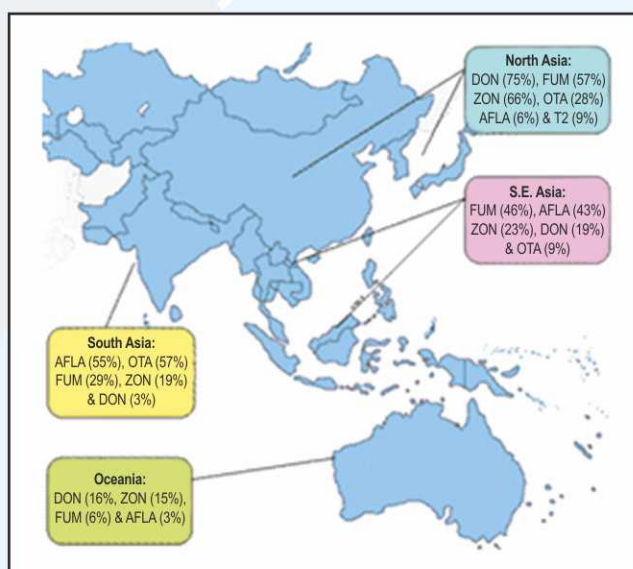 North Asia:
DON (75%), FUM (57%)
ZON (66%), OTA (28%)
AFLA (6%) & T2 (9%)
S.E. Asia:
FUM (46%), AFLA (43%)
ZON (23%), DON (19%)
& OTA (9%)
South Asia:
AFLA (55%), OTA (57%)
FUM (29%), ZON (19%)
& DON (3%)
Oceania:
DON (16%, ZON (15%),
FUM (6%) & AFLA (3%)